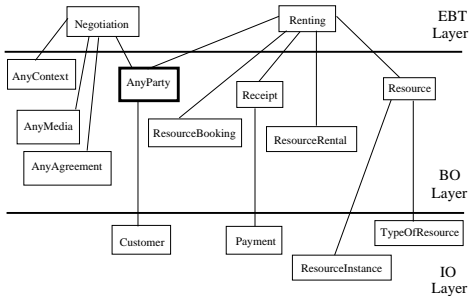 Negotiation
Renting
EBT
Layer
AnyContext
AnyParty
Receipt
Resource
AnyMedia
ResourceBooking
ResourceRental
AnyAgreement
BO
Layer
Customer
Payment
TypeOfResource
ResourceInstance
IO
Layer